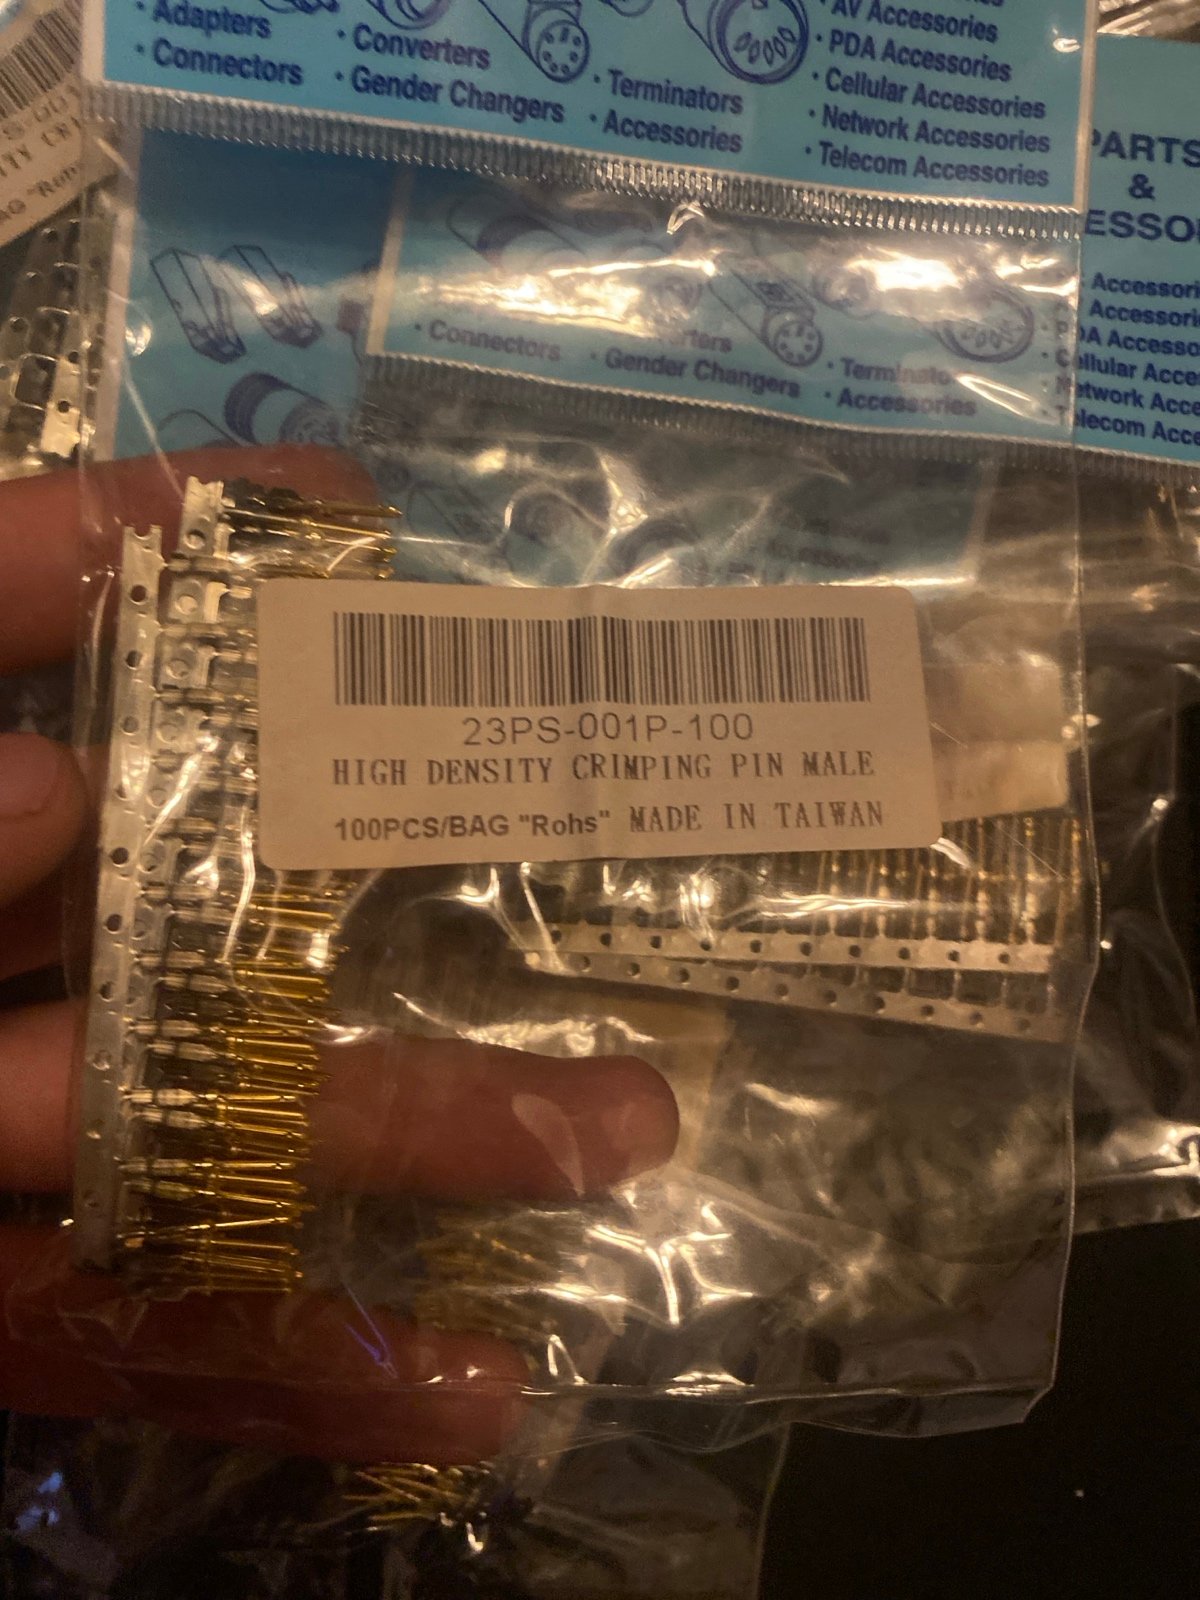 • Adapters
• Connectors
• Converters
• Gender Changers
• Terminators
• Accessories
• AV Accessories
• PDA Accessories
• Cellular Accessories
• Network Accessories
• Telecom Accessories
PARTS
&
• Connectors
• Gender Changers
• Accessories
23PS-001P-100
HIGH DENSITY CRIMPING PIN MALE
100PCS/BAG "Rohs" MADE IN TAIWAN